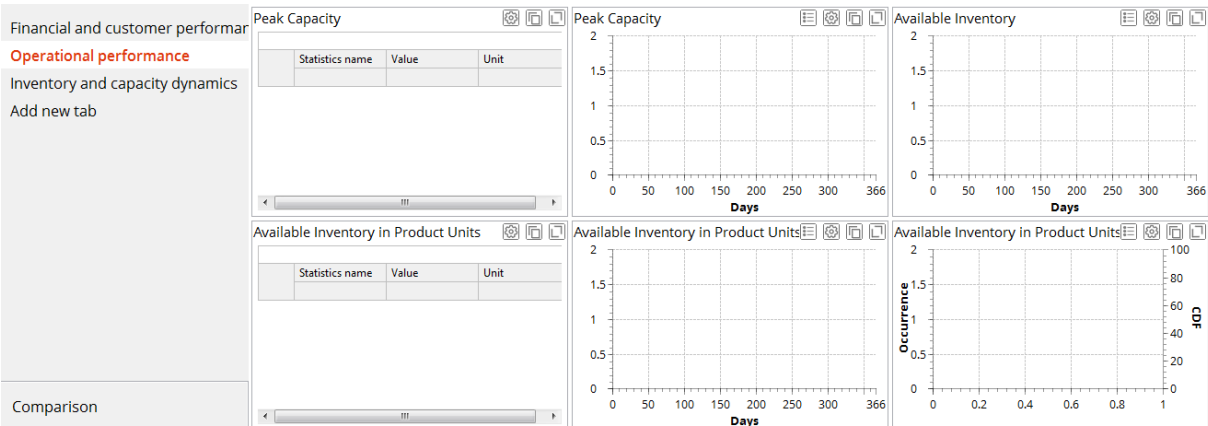 Financial and customer performar
Operational performance
Inventory and capacity dynamics
Add new tab
Comparison
Peak Capacity
Statistics name Value Unit
Peak Capacity
2
1.5
1
0.5
0
0 50 100 150 200 250 300 366
Days
Available Inventory
2
1.5
1
0.5
0
0 50 100 150 200 250 300 366
Days
Available Inventory in Product Units
Statistics name Value Unit
Available Inventory in Product Units
2
1.5
1
0.5
0
0 50 100 150 200 250 300 366
Days
Available Inventory in Product Units
Occurrence
2
1.5
1
0.5
0
0 0.2 0.4 0.6 0.8 1
100
80
60
40
20
0
CDF